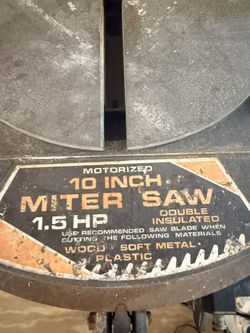 MOTORIZED
10 INCH
MITER SAW
1.5 HP DOUBLE
INSULATED
USE RECOMMENDED SAW BLADE WHEN
CUTTING THE FOLLOWING MATERIALS
WOOD SOFT METAL
PLASTIC